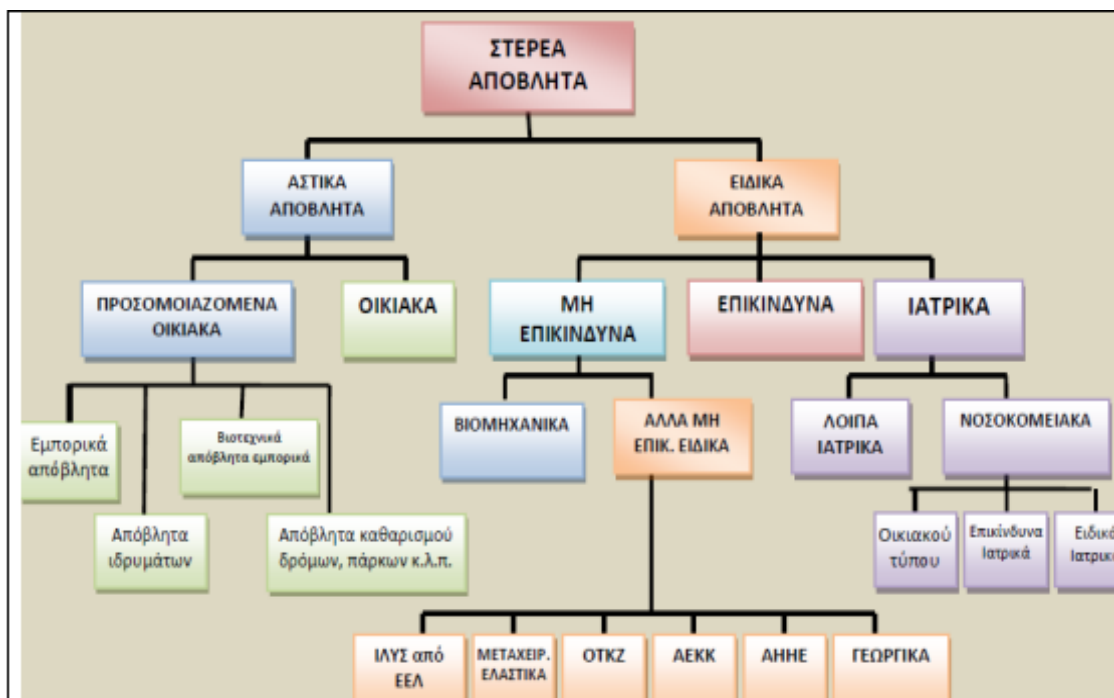 ΣΤΕΡΕΑ
ΑΠΟΒΛΗΤΑ
ΑΣΤΙΚΑ
ΑΠΟΒΛΗΤΑ
ΕΙΔΙΚΑ
ΑΠΟΒΛΗΤΑ
ΠΡΟΣΟΜΟΙΑΖΟΜΕΝΑ
ΟΙΚΙΑΚΑ
ΟΙΚΙΑΚΑ
ΜΗ
ΕΠΙΚΙΝΔΥΝΑ
ΕΠΙΚΙΝΔΥΝΑ
ΙΑΤΡΙΚΑ
Εμπορικά
απόβλητα
Βιοτεχνικά
απόβλητα εμπορικά
ΒΙΟΜΗΧΑΝΙΚΑ
ΑΛΛΑ ΜΗ
ΕΠΙΚ. ΕΙΔΙΚΑ
ΛΟΙΠΑ
ΙΑΤΡΙΚΑ
ΝΟΣΟΚΟΜΕΙΑΚΑ
Απόβλητα
ιδρυμάτων
Απόβλητα καθαρισμού
δρόμων, πάρκων κ.λ.π.
Οικιακού
τύπου
Επικίνδυνα
Ιατρικά
Ειδικά
Ιατρικά
ΙΛΥΣ από
ΕΕΛ
ΜΕΤΑΧΕΙΡ.
ΕΛΑΣΤΙΚΑ
ΟΤΚΖ
ΑΕΚΚ
ΑΗΗΕ
ΓΕΩΡΓΙΚΑ